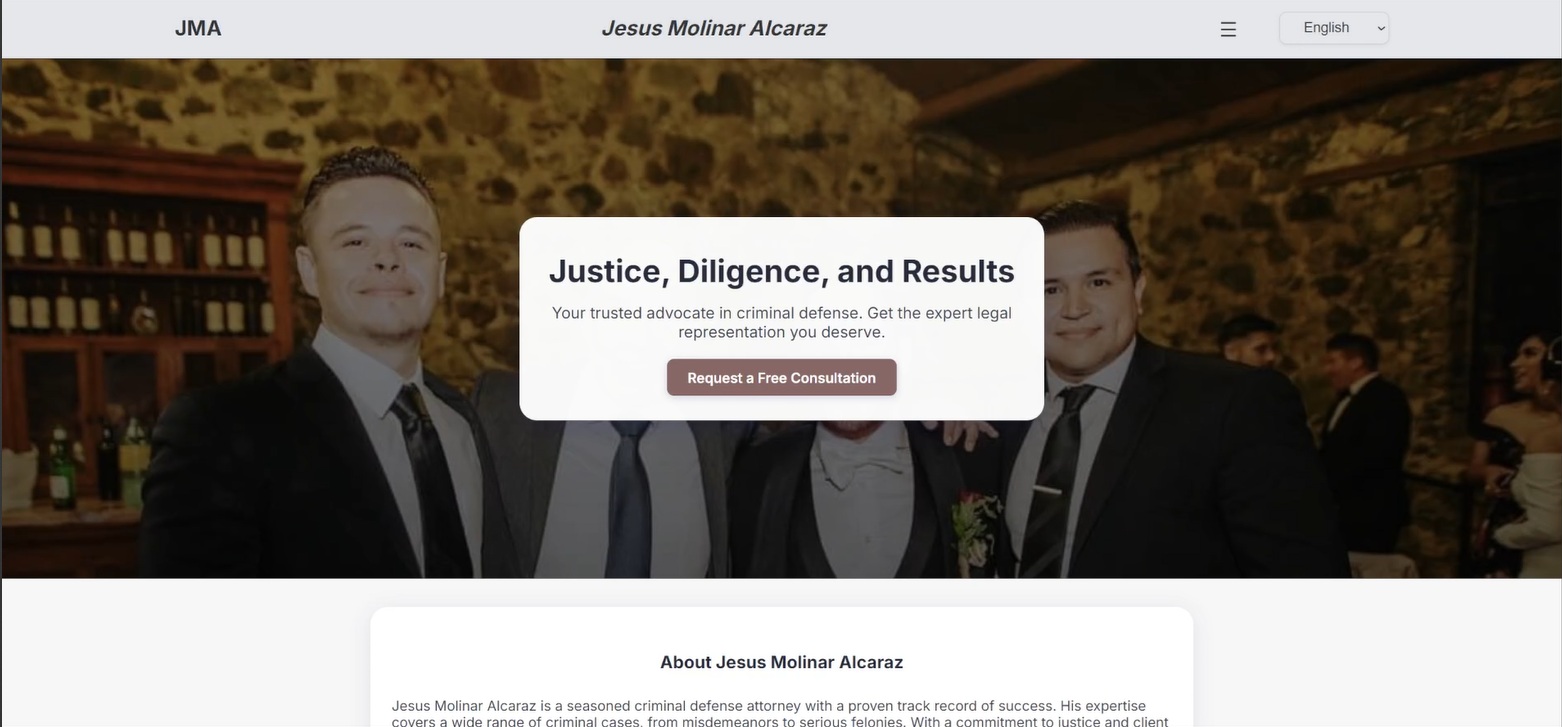 JMA
Jesus Molinar Alcaraz
English
Justice, Diligence, and Results
Your trusted advocate in criminal defense. Get the expert legal
representation you deserve.
Request a Free Consultation
About Jesus Molinar Alcaraz
Jesus Molinar Alcaraz is a seasoned criminal defense attorney with a proven track record of success. His expertise
covers a wide range of criminal cases, from misdemeanors to serious felonies. With a commitment to justice and client